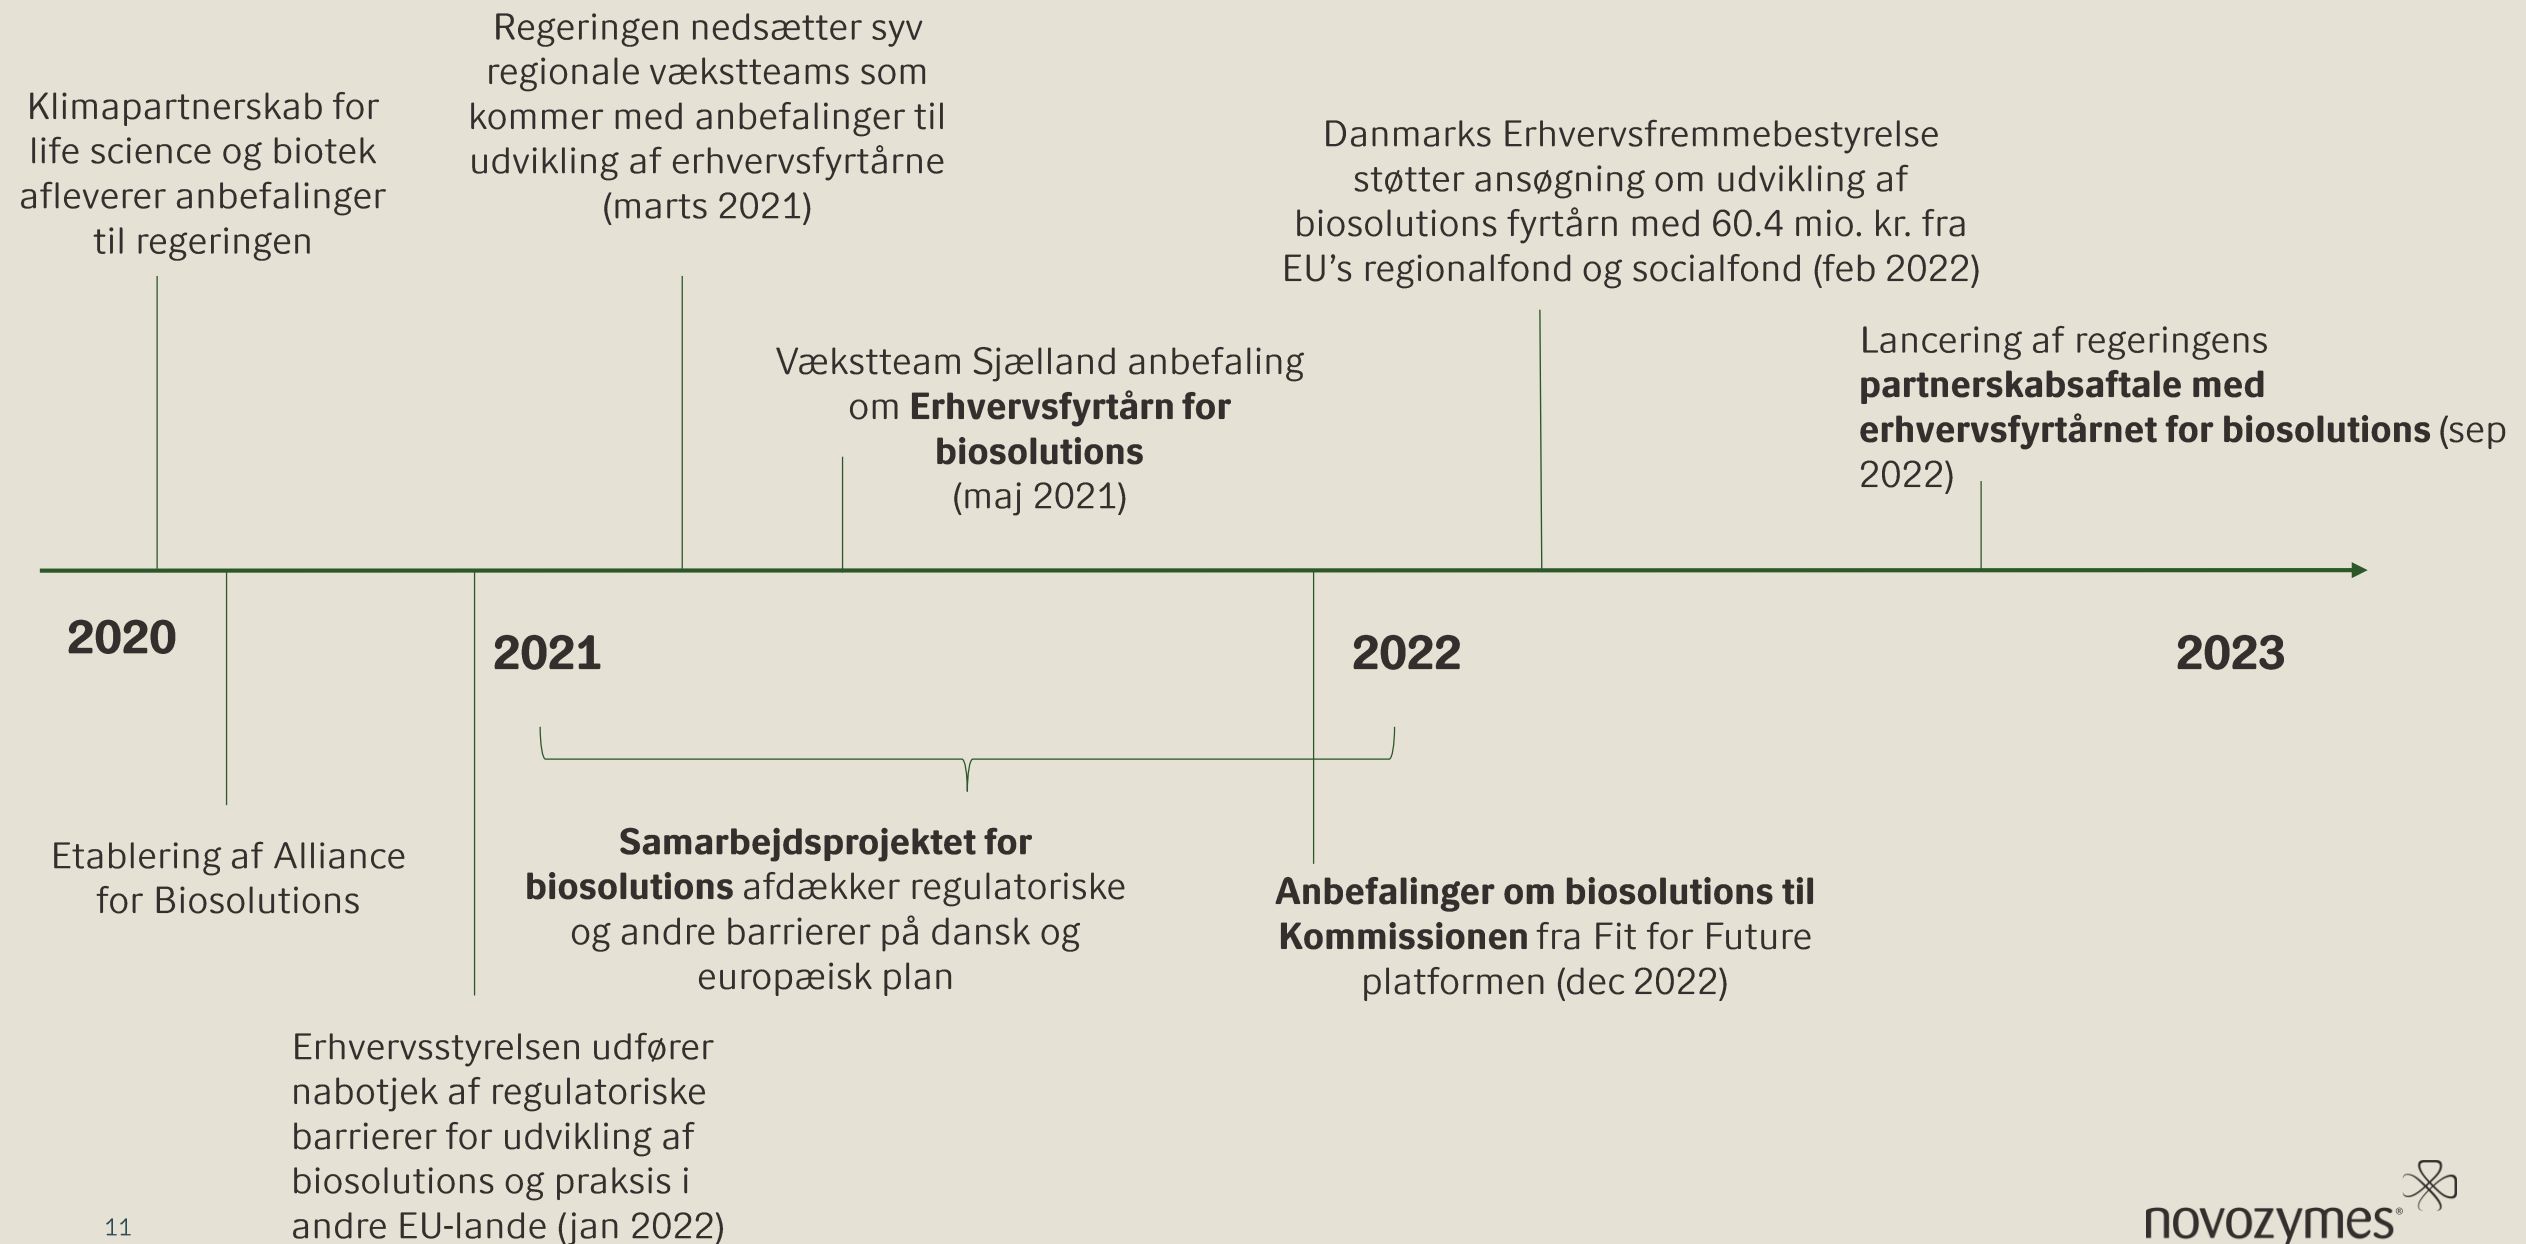 Klimapartnerskab for
life science og biotek
afleverer anbefalinger
til regeringen
Regeringen nedsætter syv
regionale vækstteams som
kommer med anbefalinger til
udvikling af erhvervsfyrtårne
(marts 2021)
Vækstteam Sjælland anbefaling
om Erhvervsfyrtårn for
biosolutions
(maj 2021)
Danmarks Erhvervsfremmebestyrelse
støtter ansøgning om udvikling af
biosolutions fyrtårn med 60.4 mio. kr. fra
EU’s regionalfond og socialfond (feb 2022)
Lancering af regeringens
partnerskabsaftale med
erhvervsfyrtårnet for biosolutions (sep
2022)
2020
2021
2022
2023
Etablering af Alliance
for Biosolutions
Samarbejdsprojektet for
biosolutions afdækker regulatoriske
og andre barrierer på dansk og
europæisk plan
Anbefalinger om biosolutions til
Kommissionen fra Fit for Future
platformen (dec 2022)
Erhvervsstyrelsen udfører
nabotjek af regulatoriske
barrierer for udvikling af
biosolutions og praksis i
andre EU-lande (jan 2022)
11
novozymes®